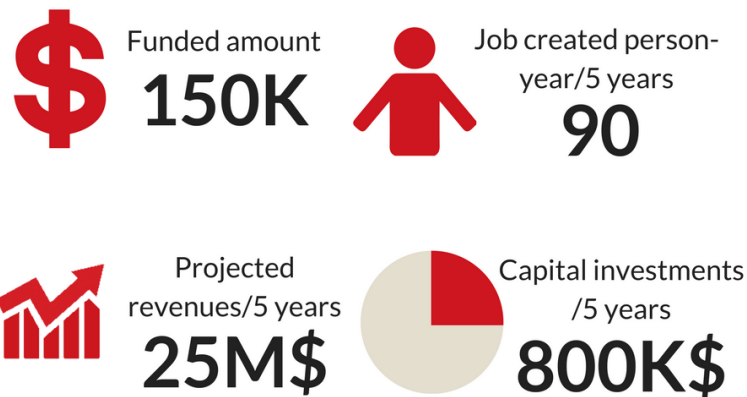 Funded amount
150K
Job created person-
year/5 years
90
Projected
revenues/5 years
25M$
Capital investments
/5 years
800K$